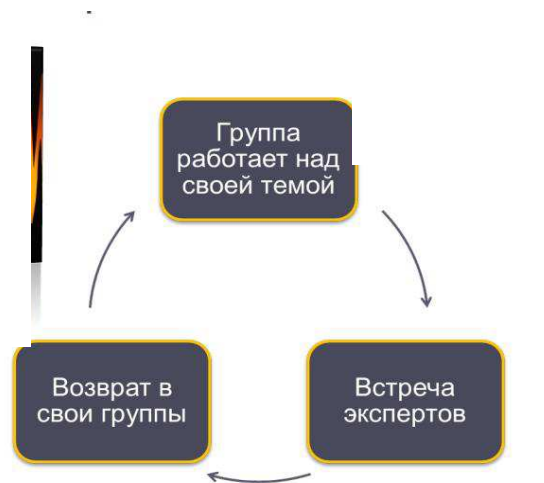 Группа
работает над
своей темой
Возврат в
свои группы
Встреча
экспертов